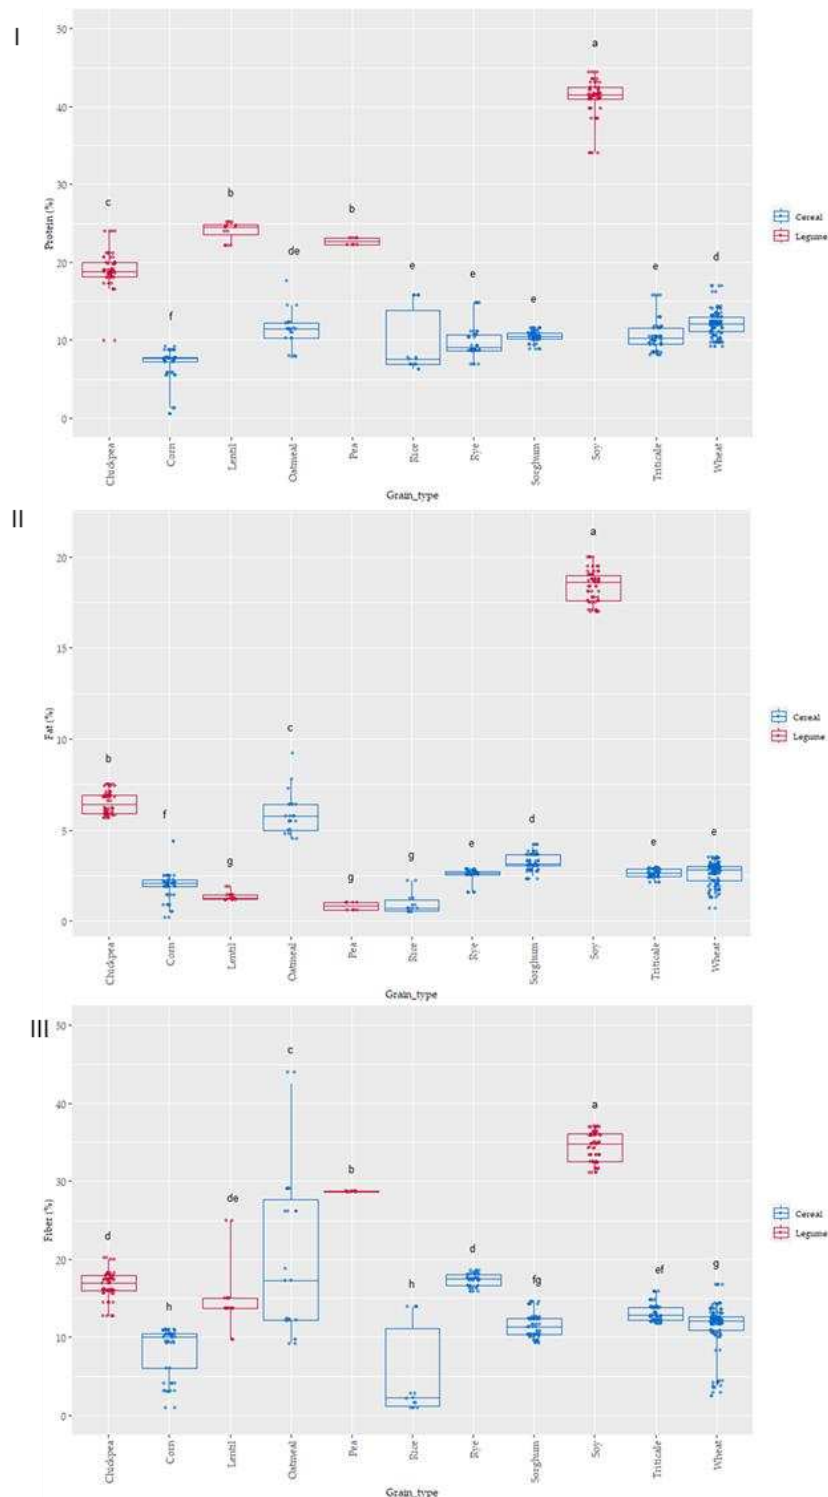 I
50
a
40
b
30
c
b
Protein (%)
de
Cereal
Legume
20
e
e
e
d
e
f
10
0
Chickpea
Corn
Lentil
Oatmeal
Pea
Rice
Rye
Sorghum
Soy
Triticale
Wheat
Grain_type
II
a
20
15
Fat (%)
c
10
Cereal
Legume
b
f
d
e
e
e
5
g
g
g
0
Chickpea
Corn
Lentil
Oatmeal
Pea
Rice
Rye
Sorghum
Soy
Triticale
Wheat
Grain_type
III
50
c
40
a
b
30
Fiber (%)
de
Cereal
Legume
d
d
20
ef
g
h
h
fg
10
0
Chickpea
Corn
Lentil
Oatmeal
Pea
Rice
Rye
Sorghum
Soy
Triticale
Wheat
Grain_type